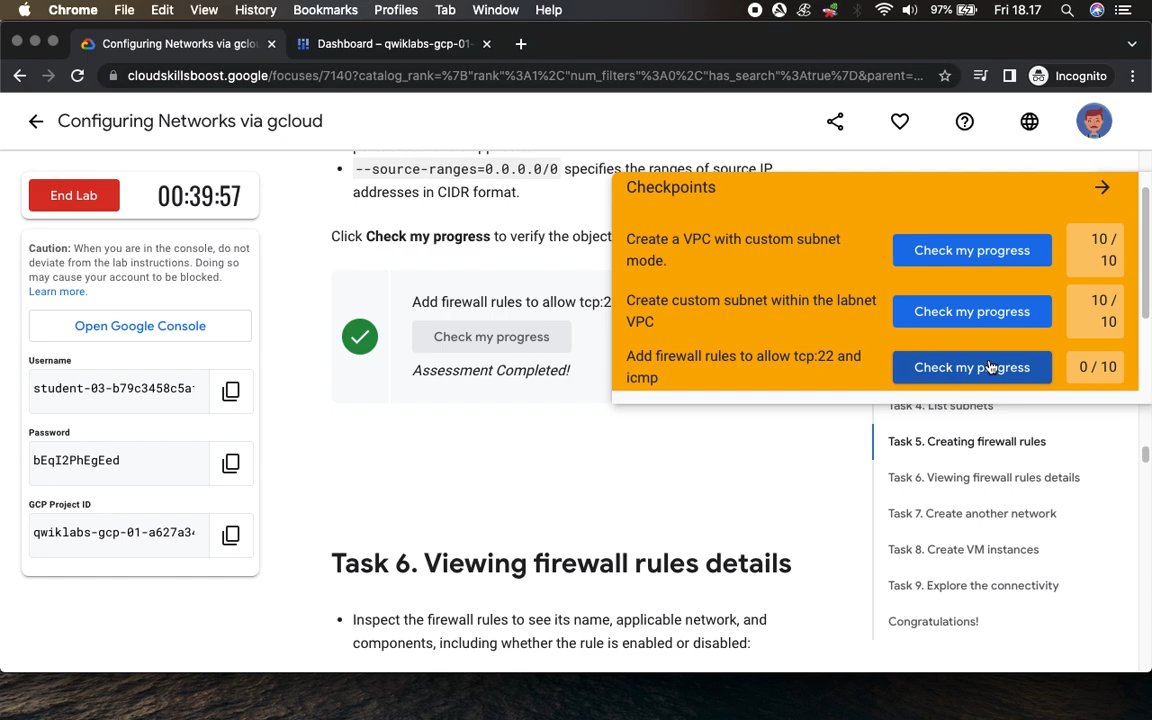 Chrome File Edit View History Bookmarks Profiles Tab Window Help 97% Fri 18.17
Configuring Networks via gclou
Dashboard – qwiklabs-gcp-01-
cloudskillsboost.google/focuses/7140?catalog_rank=%7B"rank"%3A1%2C"num_filters"%3A0%2C"has_search"%3Atrue%7D&parent=...
Incognito
Configuring Networks via gcloud
End Lab
00:39:57
Caution: When you are in the console, do not
deviate from the lab instructions. Doing so
may cause your account to be blocked.
Learn more.
Open Google Console
Username
student-03-b79c3458c5a
Password
bEqI2PhEgEed
GCP Project ID
qwiklabs-gcp-01-a627a3
--source-ranges=0.0.0.0/0 specifies the ranges of source IP
addresses in CIDR format.
Click Check my progress to verify the object
Add firewall rules to allow tcp:2
Check my progress
Assessment Completed!
Task 6. Viewing firewall rules details
Inspect the firewall rules to see its name, applicable network, and
components, including whether the rule is enabled or disabled:
Checkpoints
Create a VPC with custom subnet
mode.
Check my progress
10 /
10
Create custom subnet within the labnet
VPC
Check my progress
10 /
10
Add firewall rules to allow tcp:22 and
icmp
Check my progress
0 / 10
Task 4. List subnets
Task 5. Creating firewall rules
Task 6. Viewing firewall rules details
Task 7. Create another network
Task 8. Create VM instances
Task 9. Explore the connectivity
Congratulations!